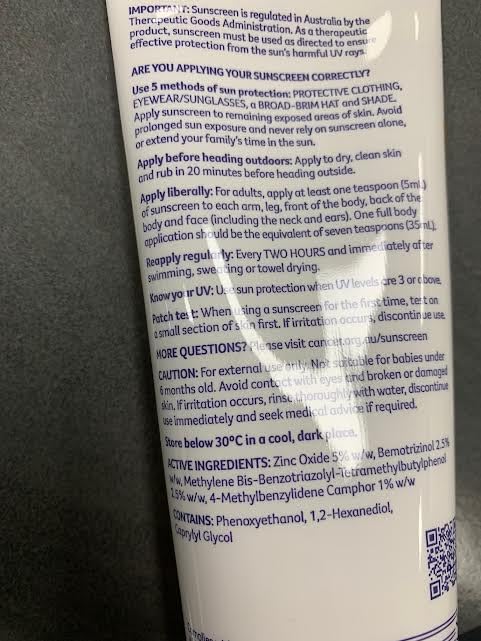 IMPORTANT: Sunscreen is regulated in Australia by the
Therapeutic Goods Administration. As a therapeutic
product, sunscreen must be used as directed to ensure
effective protection from the sun's harmful UV rays.
ARE YOU APPLYING YOUR SUNSCREEN CORRECTLY?
Use 5 methods of sun protection: PROTECTIVE CLOTHING,
EYEWEAR/SUNGLASSES, a BROAD-BRIM HAT and SHADE.
Apply sunscreen to remaining exposed areas of skin. Avoid
prolonged sun exposure and never rely on sunscreen alone,
or extend your family's time in the sun.
Apply before heading outdoors: Apply to dry, clean skin
and rub in 20 minutes before heading outside.
Apply liberally: For adults, apply at least one teaspoon (5mL)
of sunscreen to each arm, leg, front of the body, back of the
body and face (including the neck and ears). One full body
application should be the equivalent of seven teaspoons (35mL).
Reapply regularly: Every TWO HOURS and immediately after
swimming, sweating or towel drying.
Know your UV: Use sun protection when UV levels are 3 or above.
Patch test: When using a sunscreen for the first time, test on
a small section of skin first. If irritation occurs, discontinue use.
MORE QUESTIONS? Please visit cancer.org.au/sunscreen
CAUTION: For external use only. Not suitable for babies under
6 months old. Avoid contact with eyes and broken or damaged
skin. If irritation occurs, rinse thoroughly with water, discontinue
use immediately and seek medical advice if required.
Store below 30°C in a cool, dark place.
ACTIVE INGREDIENTS: Zinc Oxide 5% w/w, Bemotrizinol 2.5%
w/w, Methylene Bis-Benzotriazolyl-Tetramethylbutylphenol
2.5% w/w, 4-Methylbenzylidene Camphor 1% w/w
CONTAINS: Phenoxyethanol, 1,2-Hexanediol,
Caprylyl Glycol